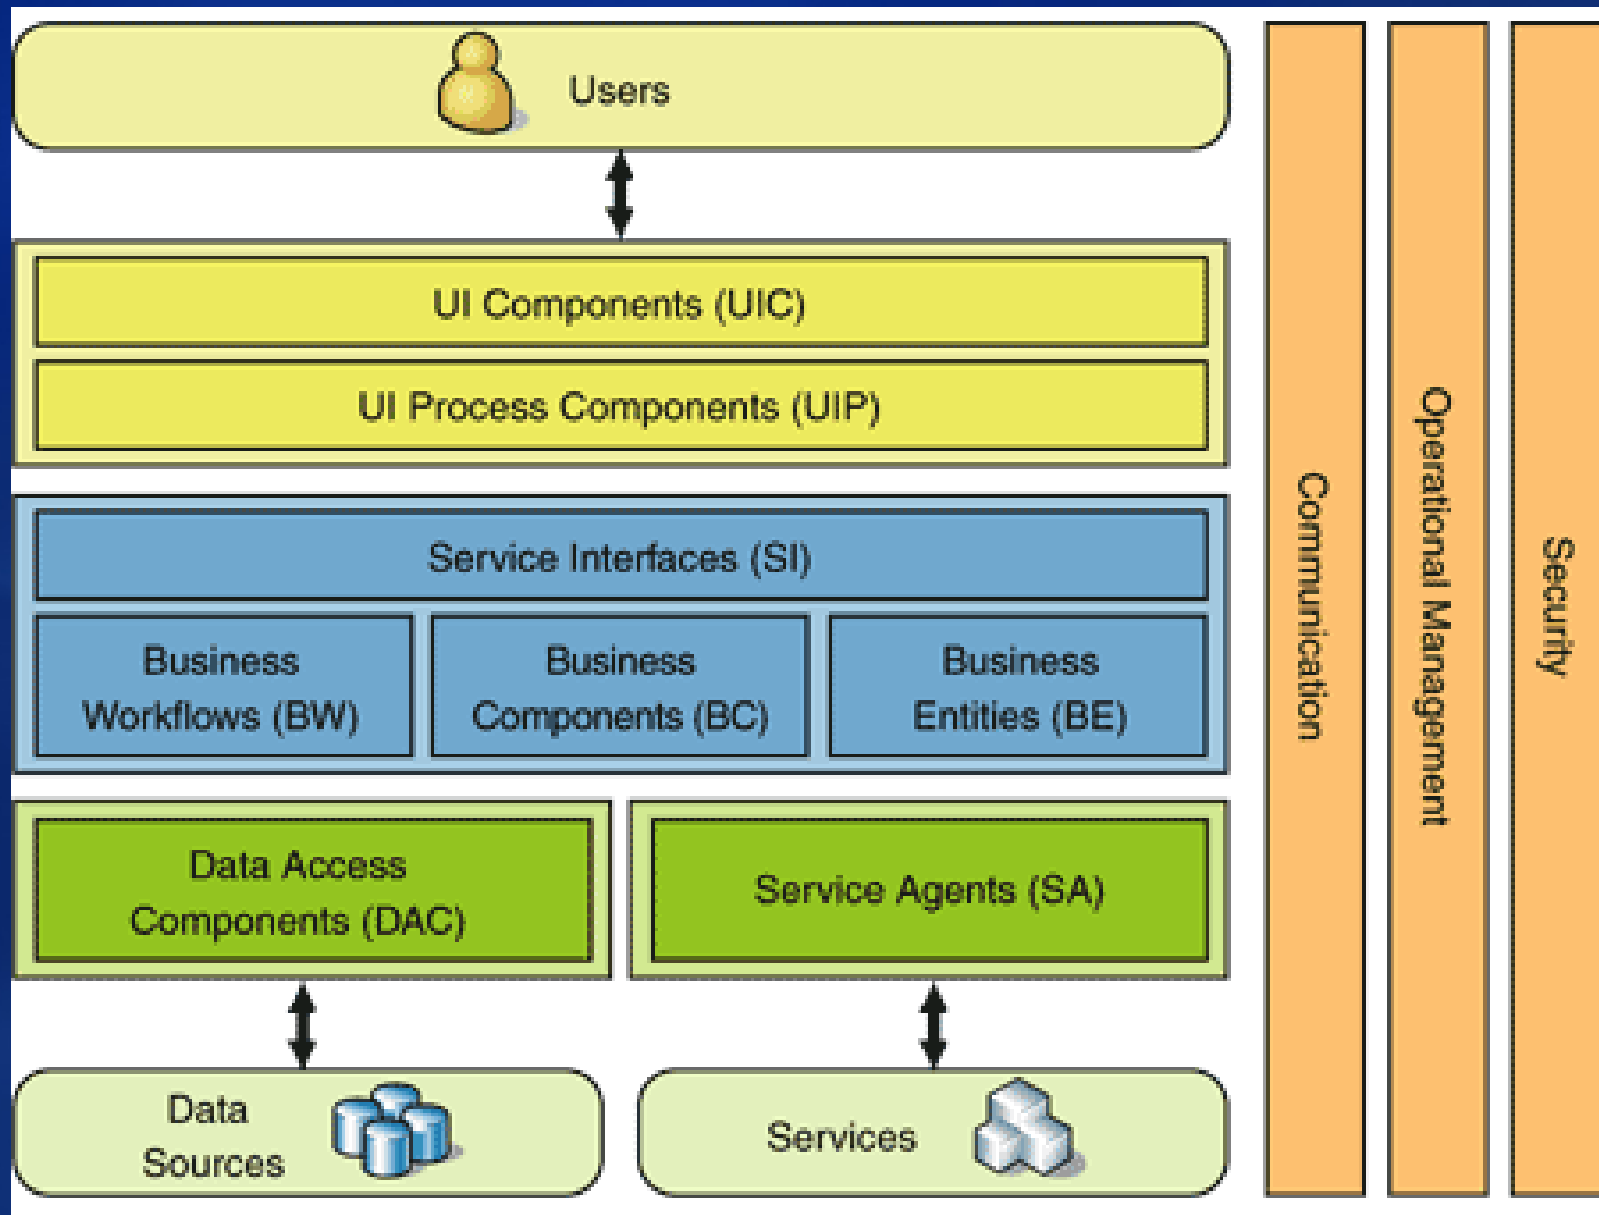 Users
UI Components (UIC)
UI Process Components (UIP)
Service Interfaces (SI)
Business
Workflows (BW)
Business
Components (BC)
Business
Entities (BE)
Data Access
Components (DAC)
Service Agents (SA)
Data
Sources
Services
Communication
Operational Management
Security